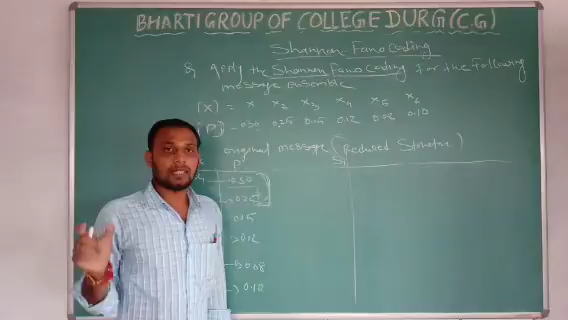 BHARTI GROUP OF COLLEGE DURG (C.G)
Shannon Fano Coding
Q apply the Shannon Fano Coding for the following
message ensemble
[X] = x x2 x3 x4 x5 x6
[P] = 0.30 0.25 0.15 0.12 0.08 0.10
original message (Reduced Structure)
P S1
0.30
0.25
0.15
0.12
0.08
0.10